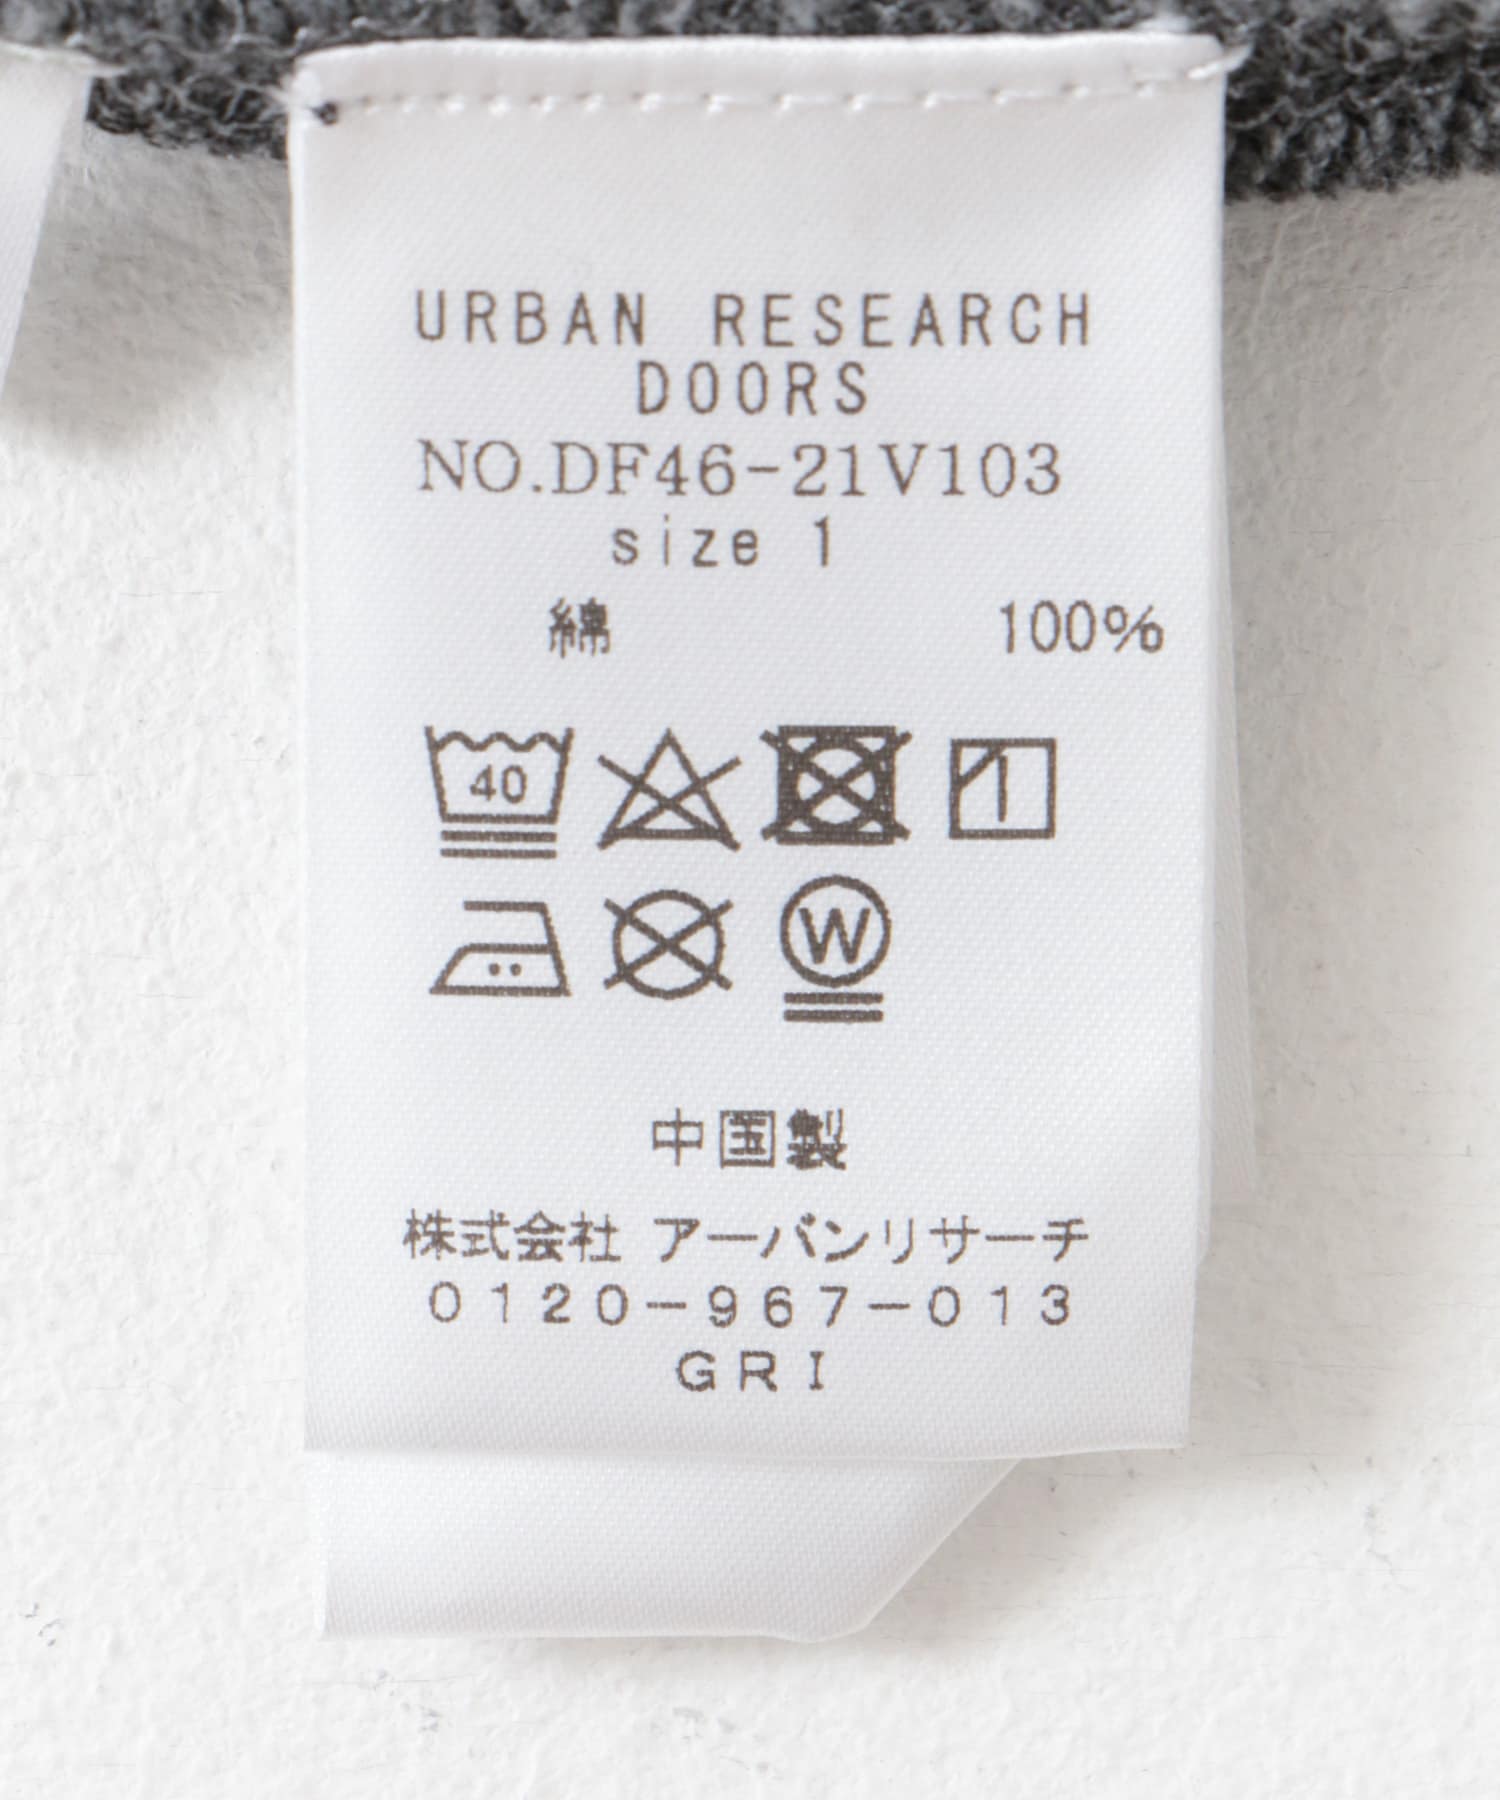 URBAN RESEARCH
DOORS
NO.DF46-21V103
size 1
綿 100%
40
W
中国製
株式会社 アーバンリサーチ
0120-967-013
GRI